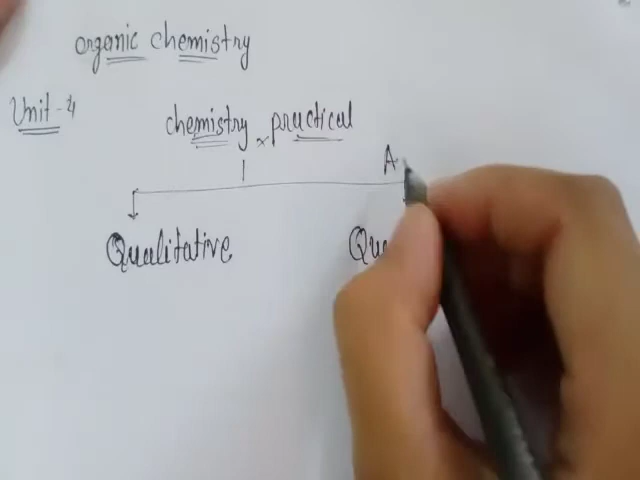 organic chemistry
Unit-4
chemistry practical
A
Qualitative